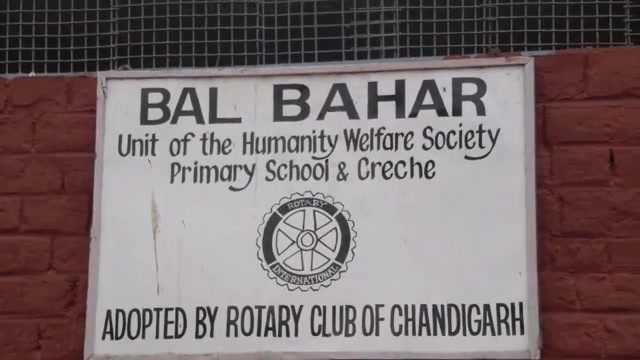 BAL BAHAR
Unit of the Humanity Welfare Society
Primary School & Creche
ROTARY
INTERNATIONAL
ADOPTED BY ROTARY CLUB OF CHANDIGARH